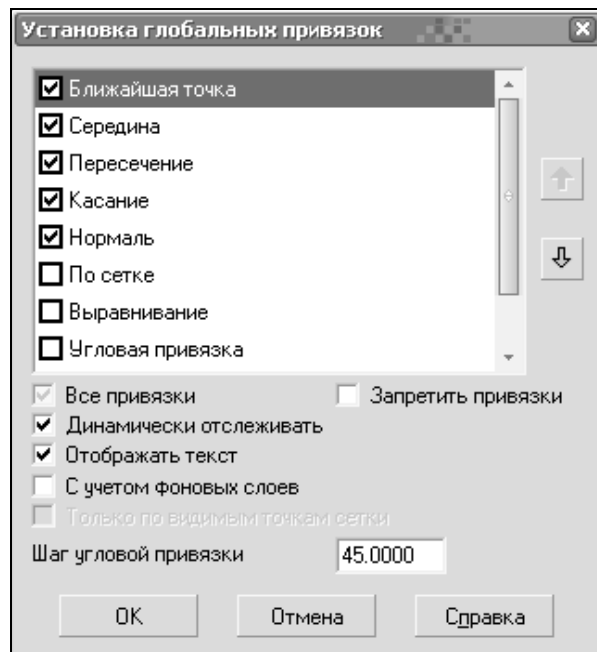 Установка глобальных привязок
Ближайшая точка
Середина
Пересечение
Касание
Нормаль
По сетке
Выравнивание
Угловая привязка
Все привязки Запретить привязки
Динамически отслеживать
Отображать текст
С учетом фоновых слоев
Только по видимым точкам сетки
Шаг угловой привязки 45.0000
OK Отмена Справка